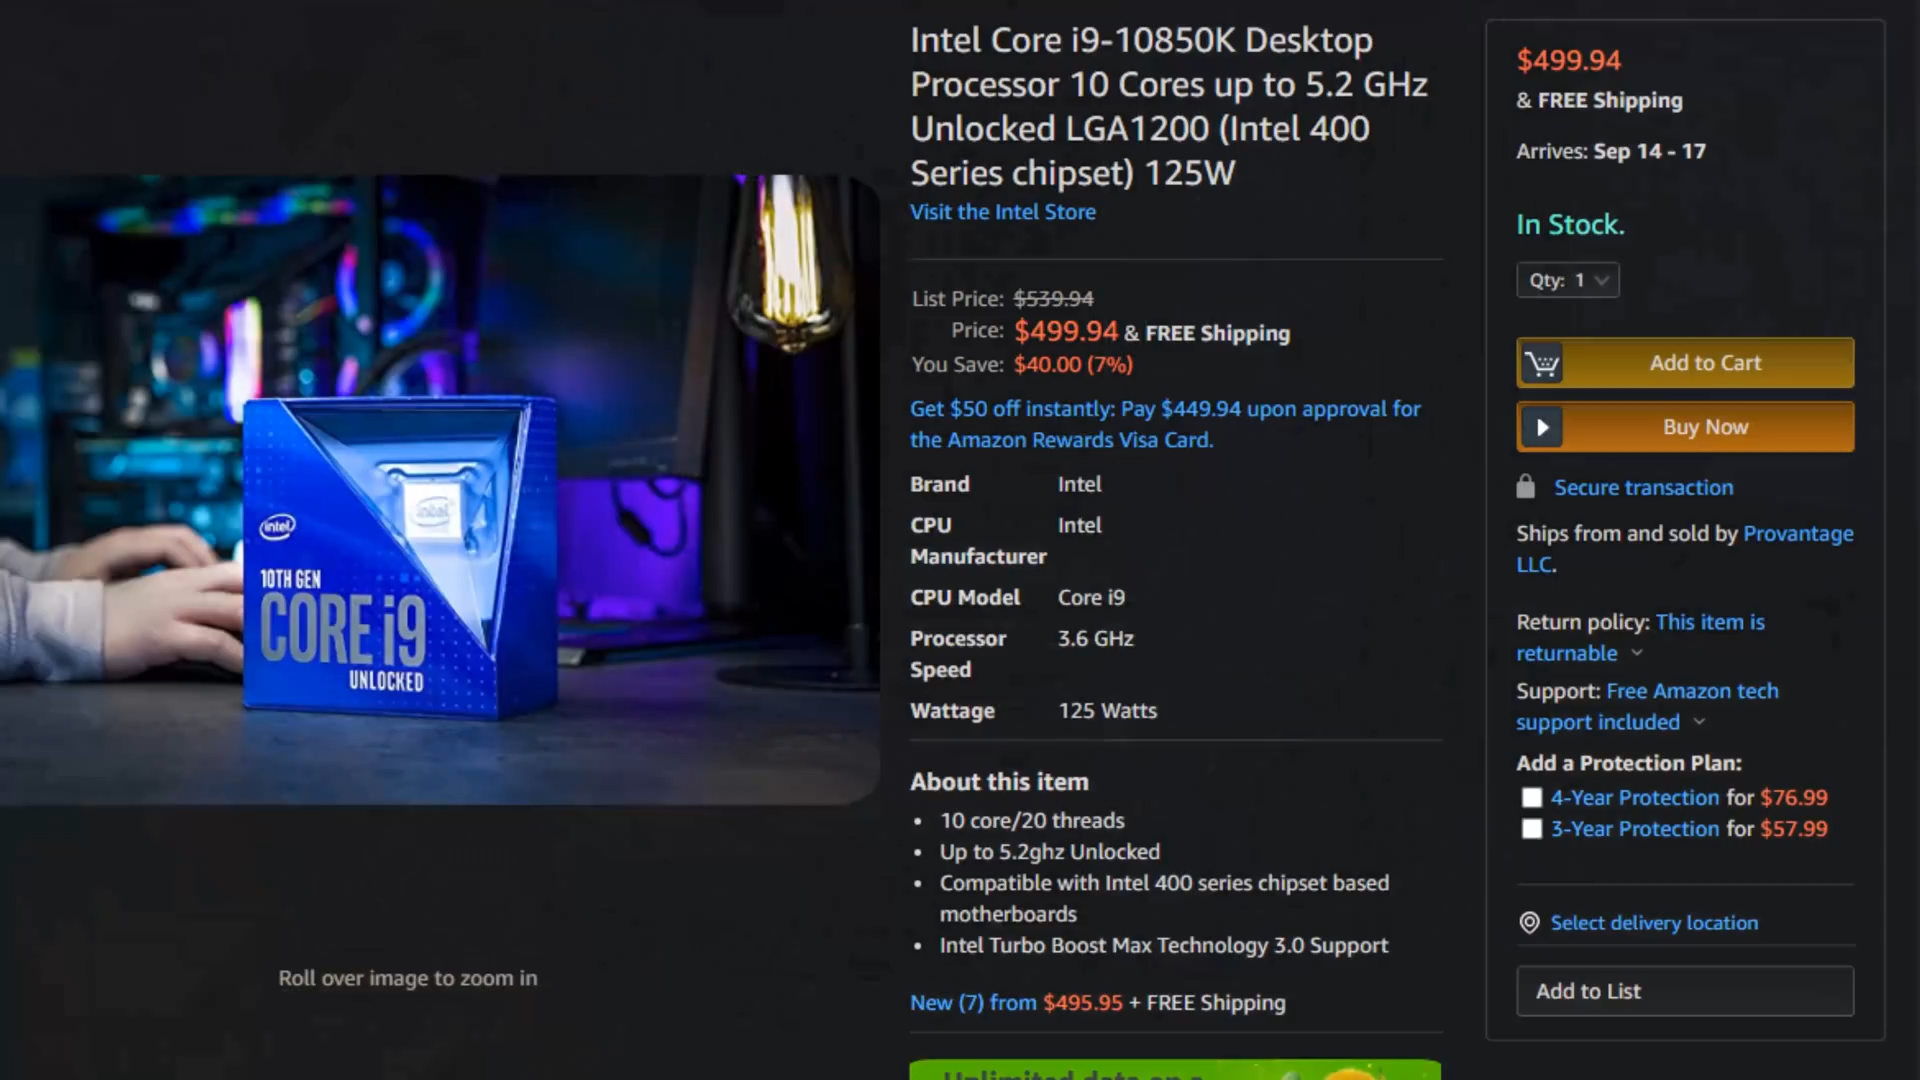 Intel Core i9-10850K Desktop
Processor 10 Cores up to 5.2 GHz
Unlocked LGA1200 (Intel 400
Series chipset) 125W
Visit the Intel Store
List Price: $539.94
Price: $499.94 & FREE Shipping
You Save: $40.00 (7%)
Get $50 off instantly: Pay $449.94 upon approval for
the Amazon Rewards Visa Card.
Brand Intel
CPU Intel
Manufacturer
CPU Model Core i9
Processor 3.6 GHz
Speed
Wattage 125 Watts
About this item
• 10 core/20 threads
• Up to 5.2ghz Unlocked
• Compatible with Intel 400 series chipset based
motherboards
• Intel Turbo Boost Max Technology 3.0 Support
New (7) from $495.95 + FREE Shipping
Unlimited data on a
intel
intel
10TH GEN
CORE i9
UNLOCKED
Roll over image to zoom in
$499.94
& FREE Shipping
Arrives: Sep 14 - 17
In Stock.
Qty: 1
Add to Cart
Buy Now
Secure transaction
Ships from and sold by Provantage
LLC.
Return policy: This item is
returnable
Support: Free Amazon tech
support included
Add a Protection Plan:
4-Year Protection for $76.99
3-Year Protection for $57.99
Select delivery location
Add to List